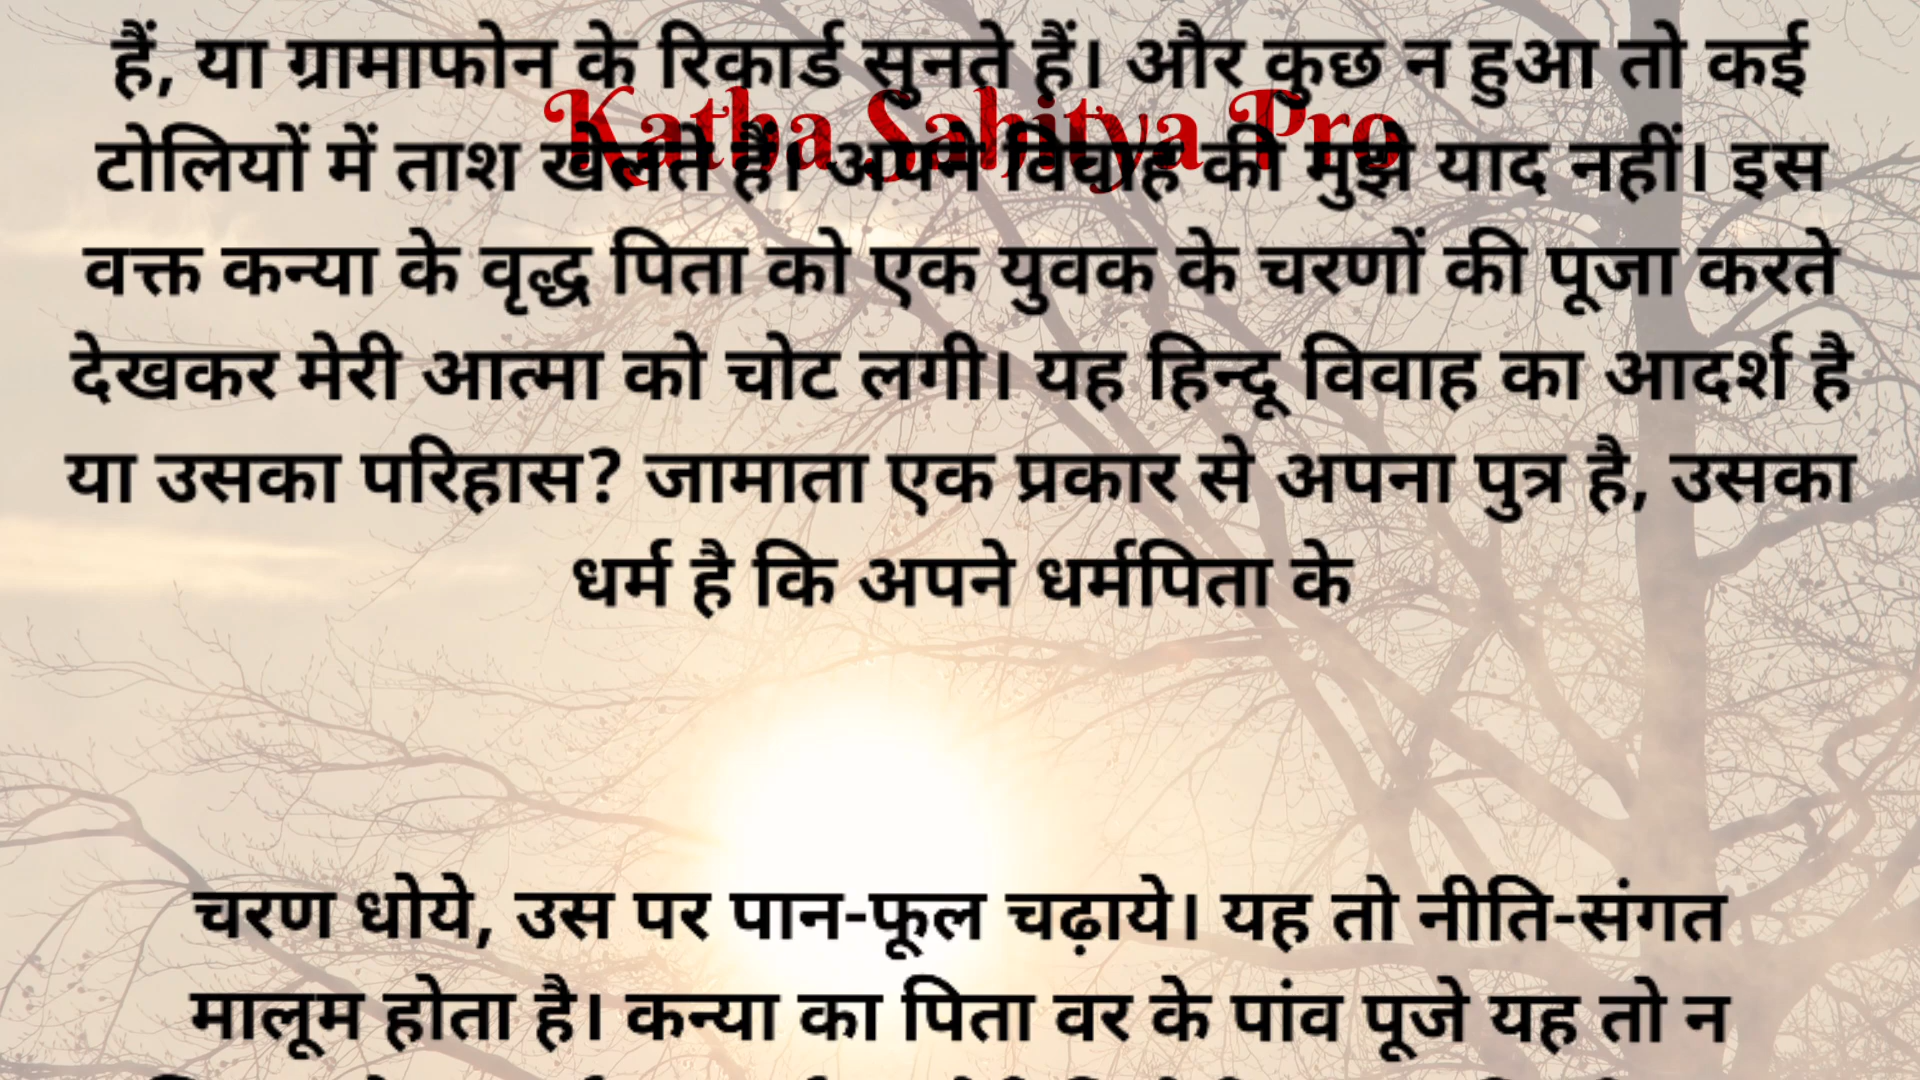 हैं, या ग्रामाफोन के रिकार्ड सुनते हैं। और कुछ न हुआ तो कई
Katha Sahitya Pro
टोलियों में ताश खेलते हैं। अपने विवाह की मुझे याद नहीं। इस
वक्त कन्या के वृद्ध पिता को एक युवक के चरणों की पूजा करते
देखकर मेरी आत्मा को चोट लगी। यह हिन्दू विवाह का आदर्श है
या उसका परिहास? जामाता एक प्रकार से अपना पुत्र है, उसका
धर्म है कि अपने धर्मपिता के
चरण धोये, उस पर पान-फूल चढ़ाये। यह तो नीति-संगत
मालूम होता है। कन्या का पिता वर के पांव पूजे यह तो न